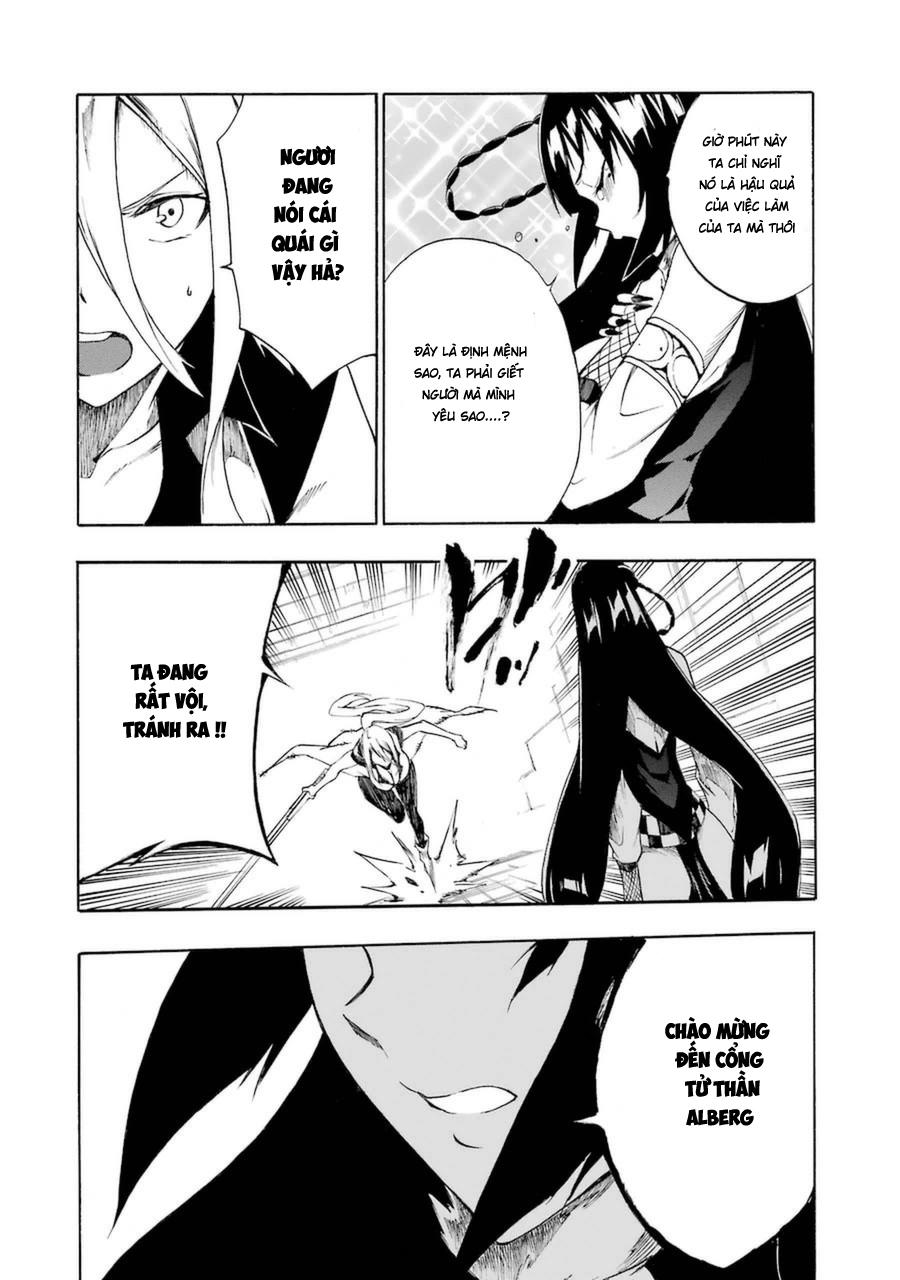 GIỜ PHÚT NÀY
TA CHỈ NGHĨ
NÓ LÀ HẬU QUẢ
CỦA VIỆC LÀM
CỦA TA MÀ THÔI
ĐÂY LÀ ĐỊNH MỆNH
SAO, TA PHẢI GIẾT
NGƯỜI MÀ MÌNH
YÊU SAO....?
NGƯƠI
ĐANG
NÓI CÁI
QUÁI GÌ
VẬY HẢ?
TA ĐANG
RẤT VỘI,
TRÁNH RA !!
CHÀO MỪNG
ĐẾN CỔNG
TỬ THẦN
ALBERG